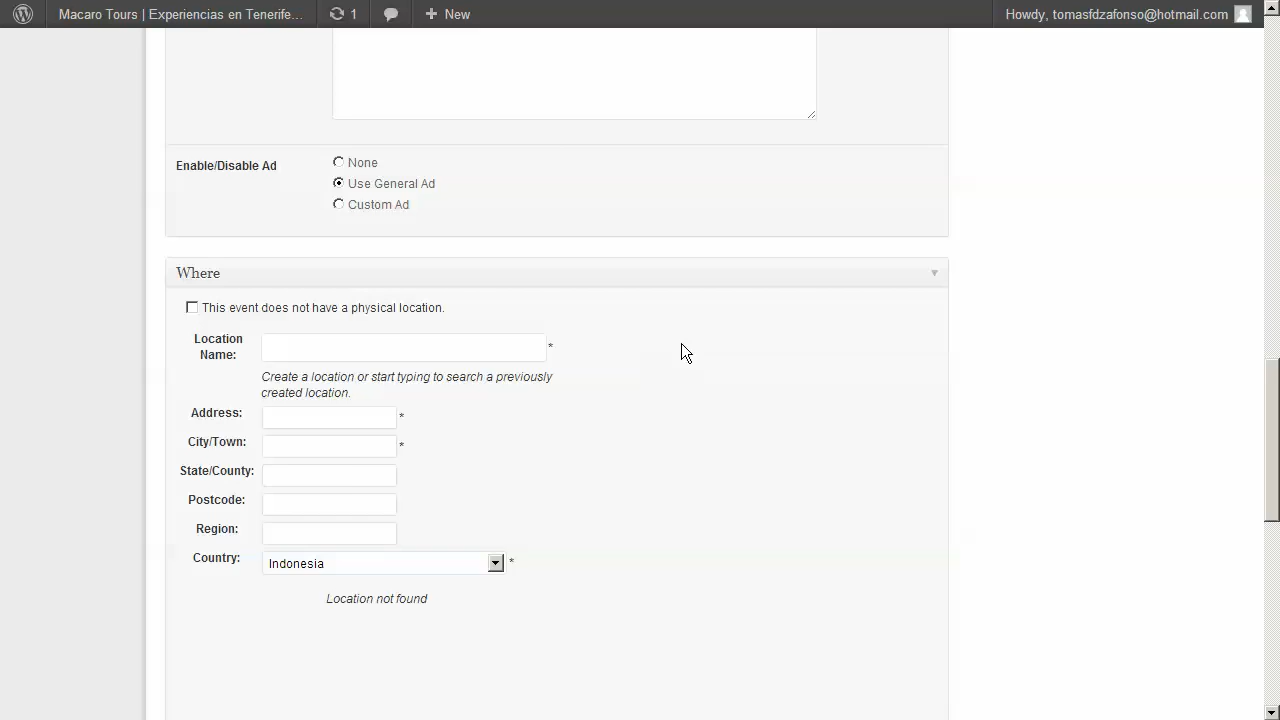 Macaro Tours | Experiencias en Tenerife... 1 New Howdy, tomasfdzafonso@hotmail.com
Enable/Disable Ad
None
Use General Ad
Custom Ad
Where
This event does not have a physical location.
Location
Name:
*
Create a location or start typing to search a previously
created location.
Address: *
City/Town: *
State/County:
Postcode:
Region:
Country: Indonesia *
Location not found